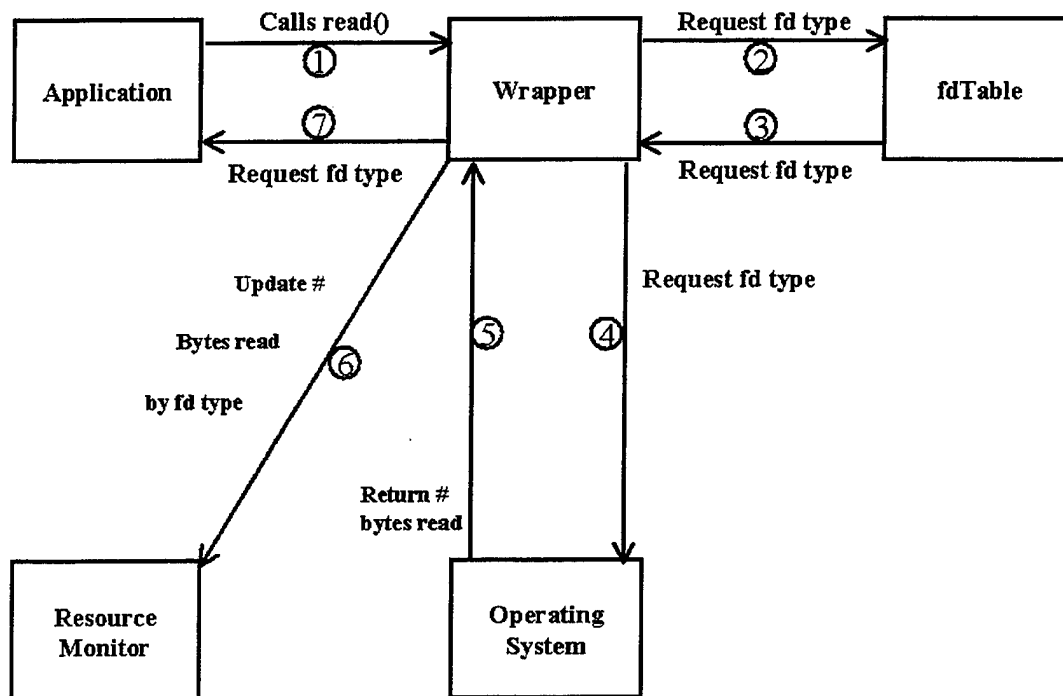 Calls read()
Request fd type
1
2
Application
Wrapper
fdTable
7
3
Request fd type
Request fd type
Update #
Request fd type
Bytes read
5
4
6
by fd type
Return #
bytes read
Resource
Monitor
Operating
System